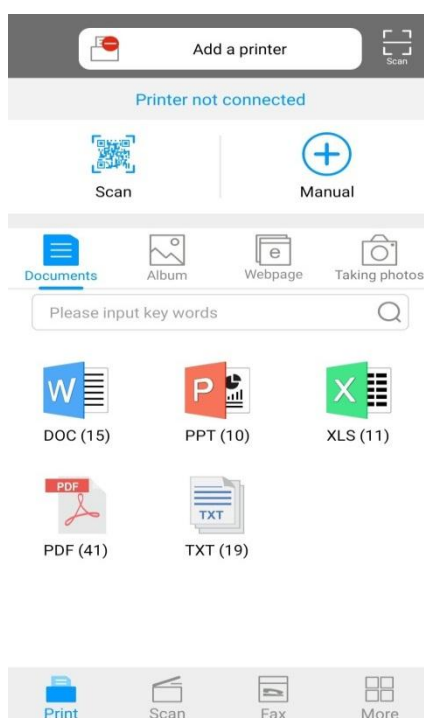 Add a printer
Scan
Printer not connected
Scan
Manual
Documents
Album
Webpage
Taking photos
Please input key words
W
P
X
DOC (15)
PPT (10)
XLS (11)
PDF
TXT
PDF (41)
TXT (19)
Print
Scan
Fax
More